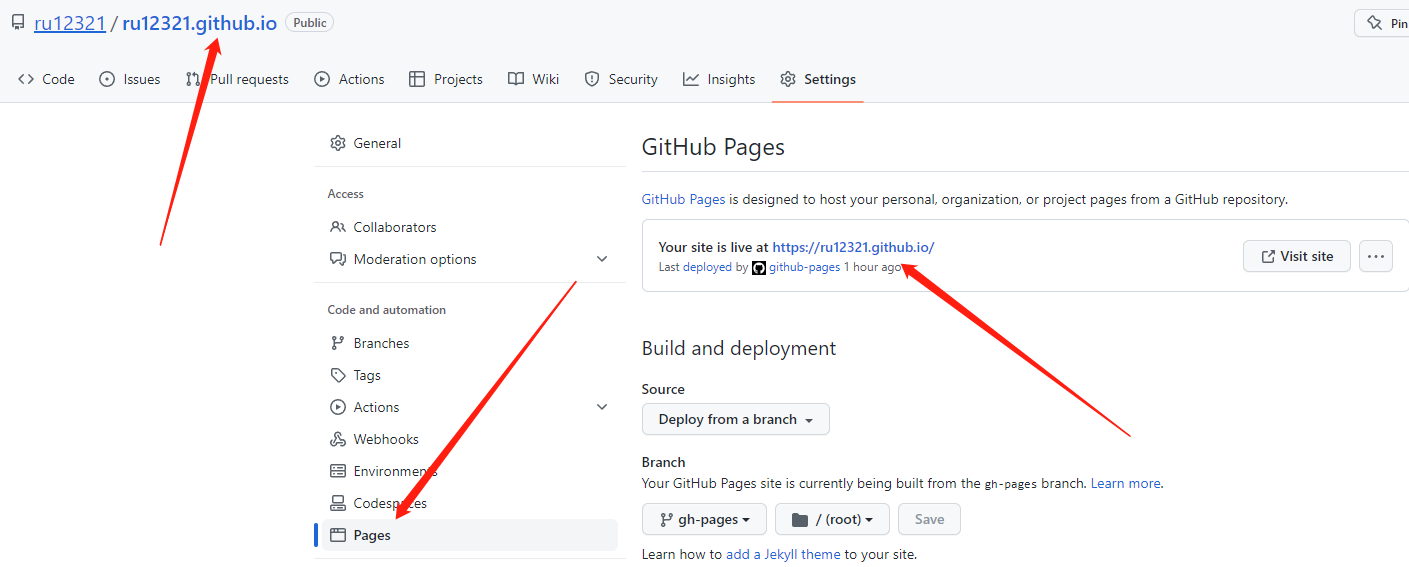 ru12321 / ru12321.github.io Public
Pin
Code Issues Pull requests Actions Projects Wiki Security Insights Settings
General
Access
Collaborators
Moderation options
Code and automation
Branches
Tags
Actions
Webhooks
Environments
Codespaces
Pages
GitHub Pages
GitHub Pages is designed to host your personal, organization, or project pages from a GitHub repository.
Your site is live at https://ru12321.github.io/
Last deployed by github-pages 1 hour ago
Visit site
Build and deployment
Source
Deploy from a branch
Branch
Your GitHub Pages site is currently being built from the gh-pages branch. Learn more.
gh-pages / (root) Save
Learn how to add a Jekyll theme to your site.